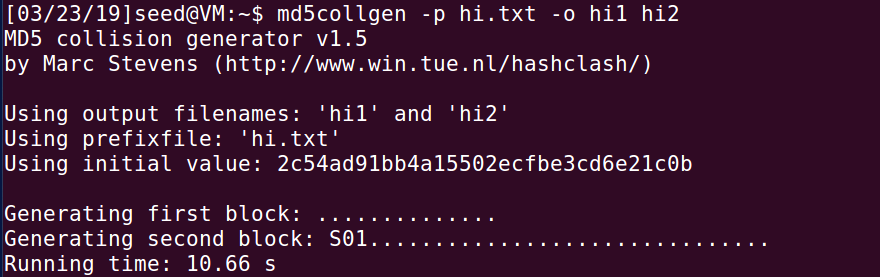 [03/23/19]seed@VM:~$ md5collgen -p hi.txt -o hi1 hi2
MD5 collision generator v1.5
by Marc Stevens (http://www.win.tue.nl/hashclash/)
Using output filenames: 'hi1' and 'hi2'
Using prefixfile: 'hi.txt'
Using initial value: 2c54ad91bb4a15502ecfbe3cd6e21c0b
Generating first block: ..............
Generating second block: S01...............................
Running time: 10.66 s